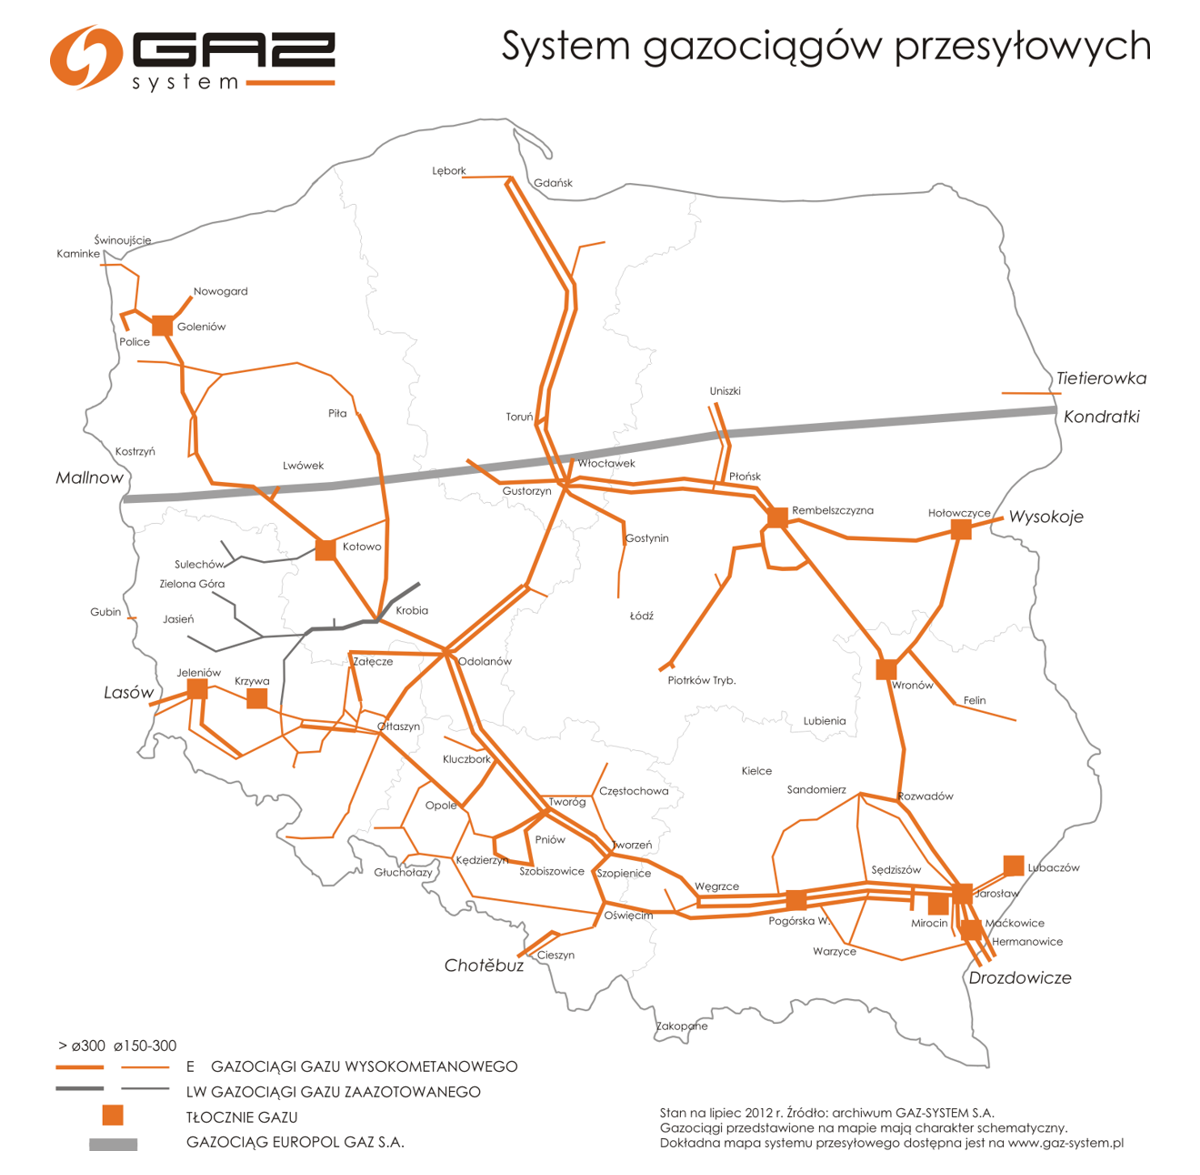 GAZ
system
System gazociągów przesyłowych
Lębork
Gdańsk
Świnoujście
Kaminke
Nowogard
Goleniów
Police
Tietierowka
Uniszki
Kondratki
Piła
Toruń
Kostrzyń
Lwówek
Włocławek
Mallnow
Płońsk
Gustorzyn
Rembelszczyzna
Hołowczyce
Wysokoje
Gostynin
Kotowo
Sulechów
Zielona Góra
Gubin
Jasień
Krobia
Łódź
Załęcze
Odolanów
Jeleniów
Krzywa
Piotrków Tryb.
Wronów
Lasów
Felin
Ołtaszyn
Lubienia
Kluczbork
Kielce
Częstochowa
Sandomierz
Rozwadów
Opole
Tworóg
Pniów
Tworzeń
Kędzierzyn
Głuchołazy
Szobiszowice
Szopienice
Sędziszów
Lubaczów
Węgrzce
Jarosław
Oświęcim
Pogórska W.
Mirocin
Maćkowice
Hermanowice
Warzyce
Cieszyn
Chotěbuz
Drozdowicze
Zakopane
> ø300 ø150-300
E GAZOCIĄGI GAZU WYSOKOMETANOWEGO
LW GAZOCIĄGI GAZU ZAAZOTOWANEGO
TŁOCZNIE GAZU
GAZOCIĄG EUROPOL GAZ S.A.
Stan na lipiec 2012 r. Źródło: archiwum GAZ-SYSTEM S.A.
Gazociągi przedstawione na mapie mają charakter schematyczny.
Dokładna mapa systemu przesyłowego dostępna jest na www.gaz-system.pl